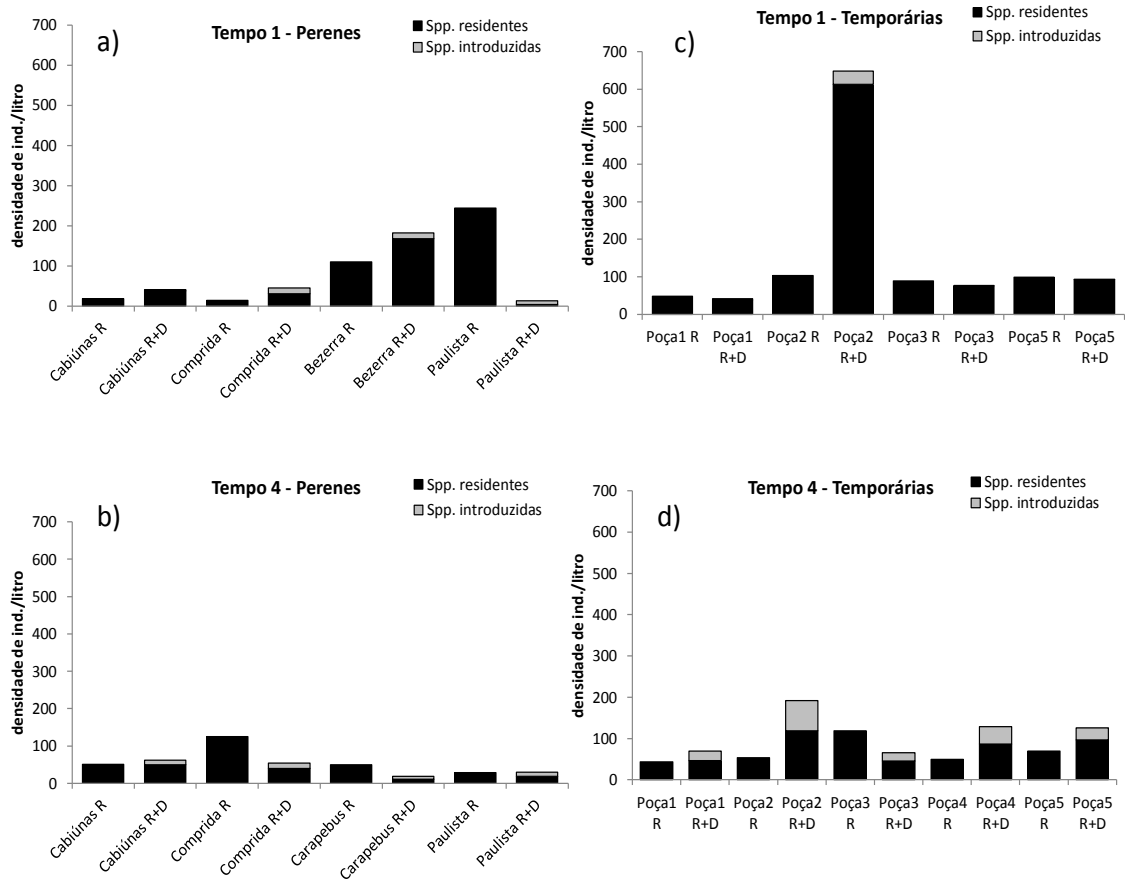 a)
Tempo 1 - Perenes
Spp. residentes
Spp. introduzidas
densidade de ind./litro
700
600
500
400
300
200
100
0
Cabiúnas R
Cabiúnas R+D
Comprida R
Comprida R+D
Bezerra R
Bezerra R+D
Paulista R
Paulista R+D
c)
Tempo 1 - Temporárias
Spp. residentes
Spp. introduzidas
densidade de ind./litro
700
600
500
400
300
200
100
0
Poça1 R
Poça1
R+D
Poça2 R
Poça2
R+D
Poça3 R
Poça3
R+D
Poça5 R
Poça5
R+D
b)
Tempo 4 - Perenes
Spp. residentes
Spp. introduzidas
densidade de ind./litro
700
600
500
400
300
200
100
0
Cabiúnas R
Cabiúnas R+D
Comprida R
Comprida R+D
Carapebus R
Carapebus R+D
Paulista R
Paulista R+D
d)
Tempo 4 - Temporárias
Spp. residentes
Spp. introduzidas
densidade de ind./litro
700
600
500
400
300
200
100
0
Poça1
R
Poça1
R+D
Poça2
R
Poça2
R+D
Poça3
R
Poça3
R+D
Poça4
R
Poça4
R+D
Poça5
R
Poça5
R+D